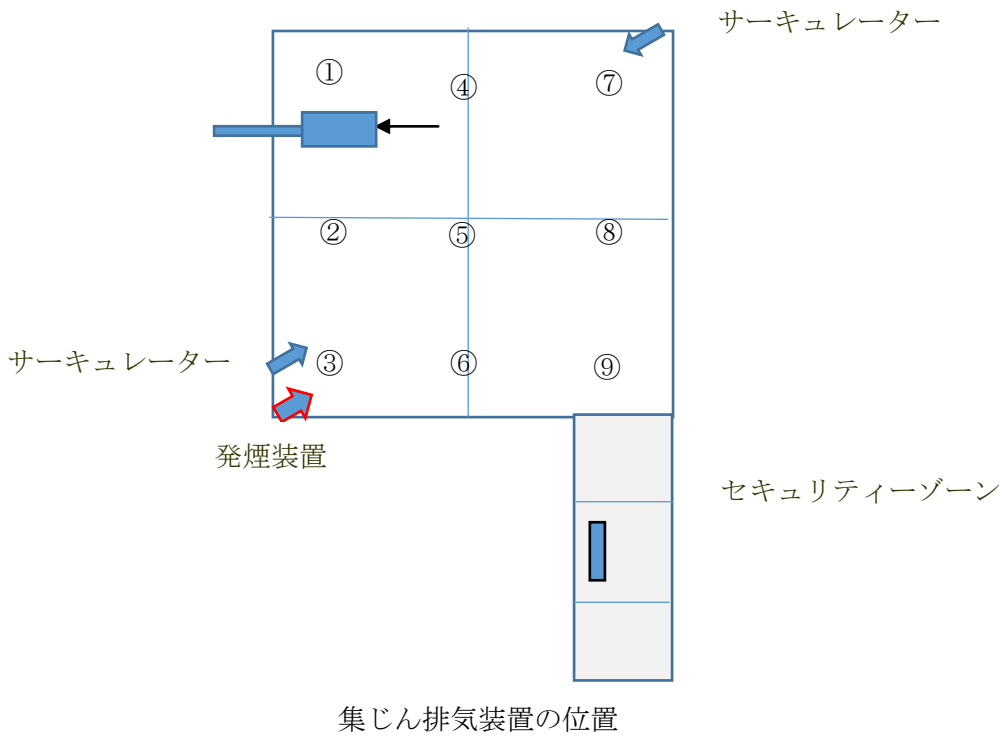 サーキュレーター
①
④
⑦
②
⑤
⑧
サーキュレーター
③
⑥
⑨
発煙装置
セキュリティーゾーン
集じん排気装置の位置